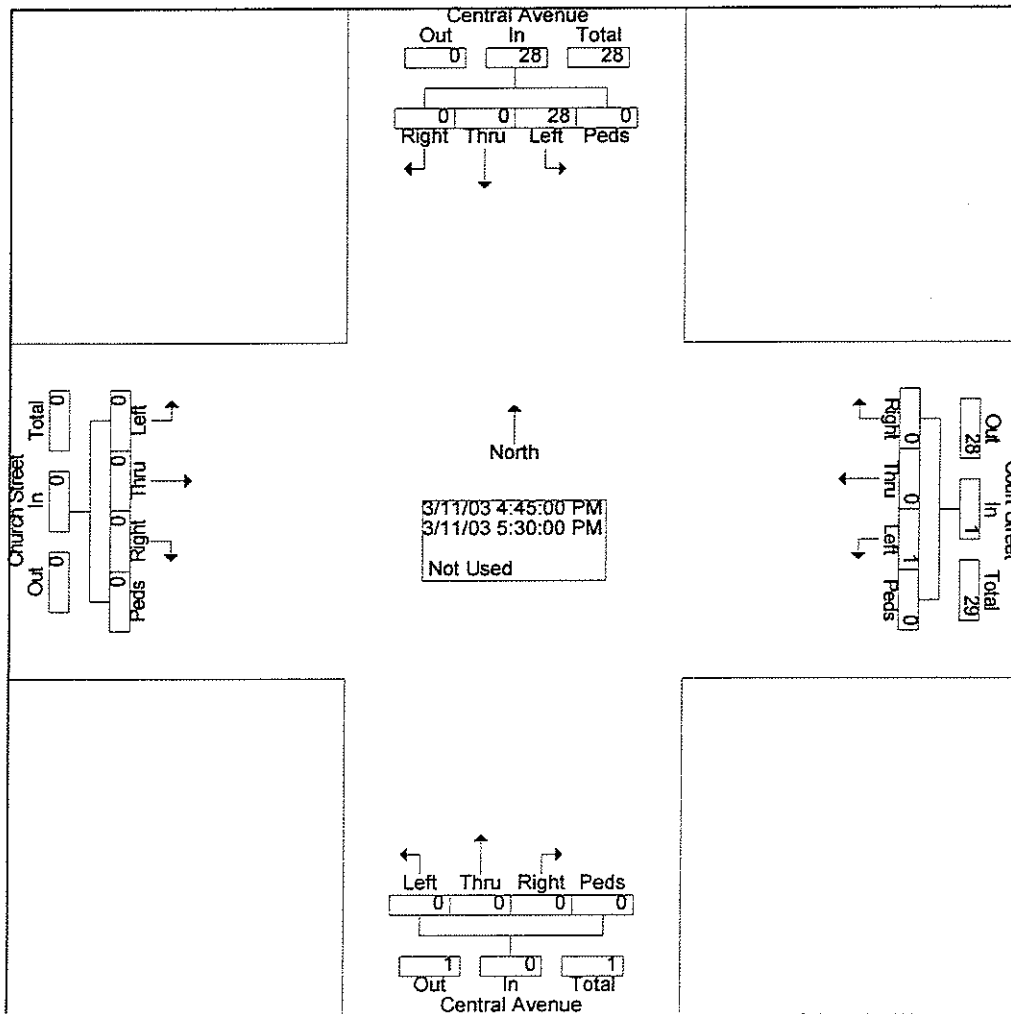 Central Avenue
Out In Total
0 28 28
0 0 28 0
Right Thru Left Peds
Church Street
Total In Out
0 0 0
0 0 0 0
Left Thru Right Peds
North
3/11/03 4:45:00 PM
3/11/03 5:30:00 PM
Not Used
Right Thru Left Peds
0 0 1 0
28 1 29
Out In Total
Left Thru Right Peds
0 0 0 0
1 0 1
Out In Total
Central Avenue